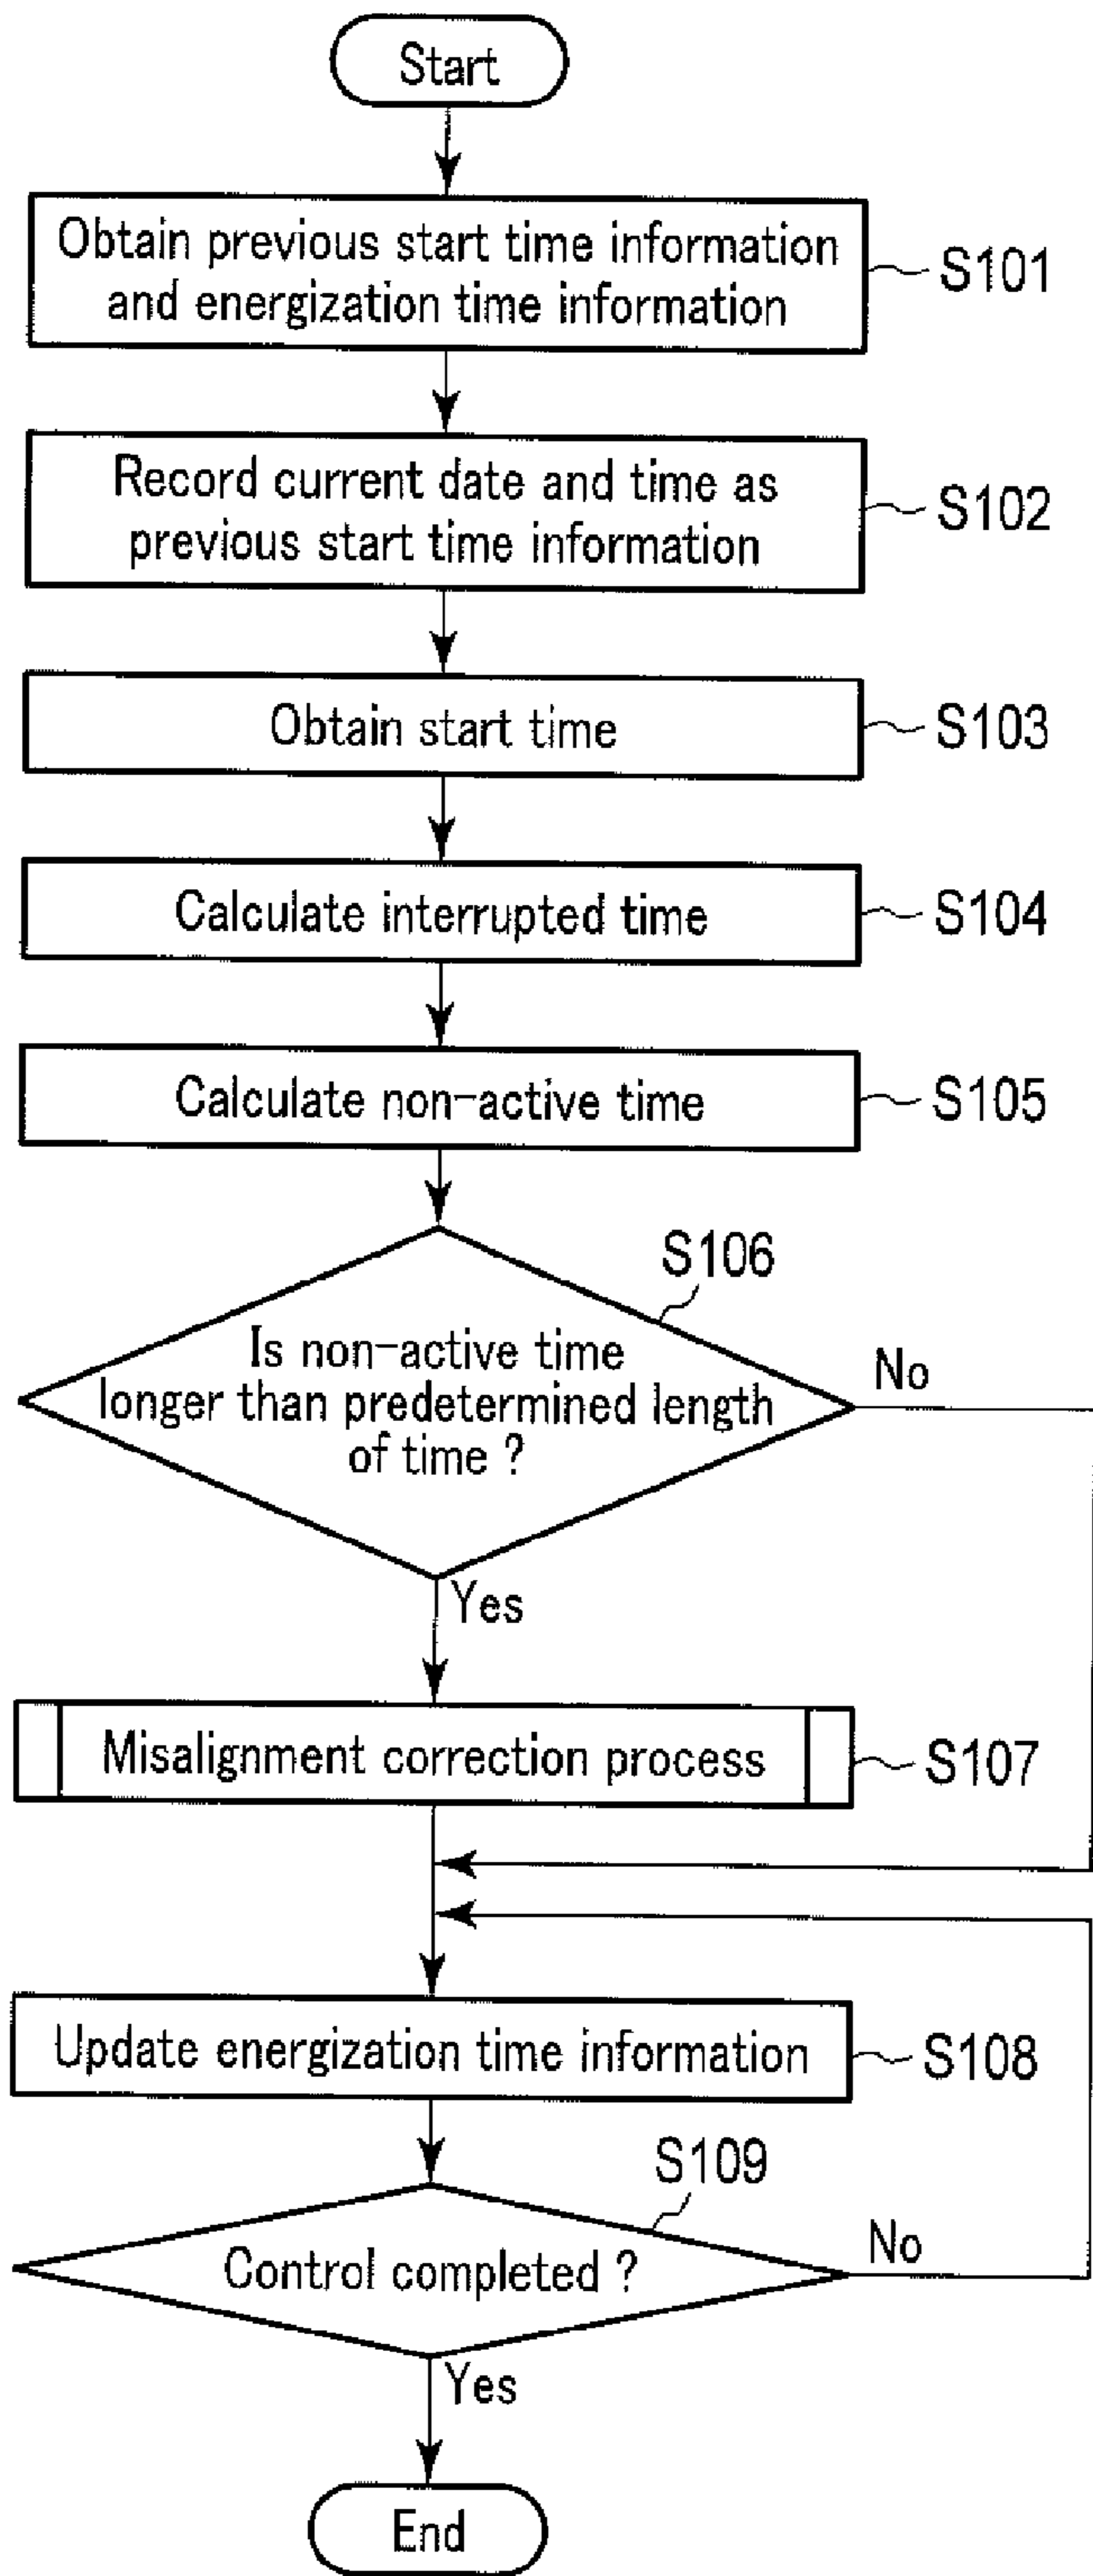 Start
Obtain previous start time information
and energization time information
S101
Record current date and time as
previous start time information
S102
Obtain start time
S103
Calculate interrupted time
S104
Calculate non-active time
S105
S106
Is non-active time
longer than predetermined length
of time ?
No
Yes
Misalignment correction process
S107
Update energization time information
S108
S109
Control completed ?
No
Yes
End